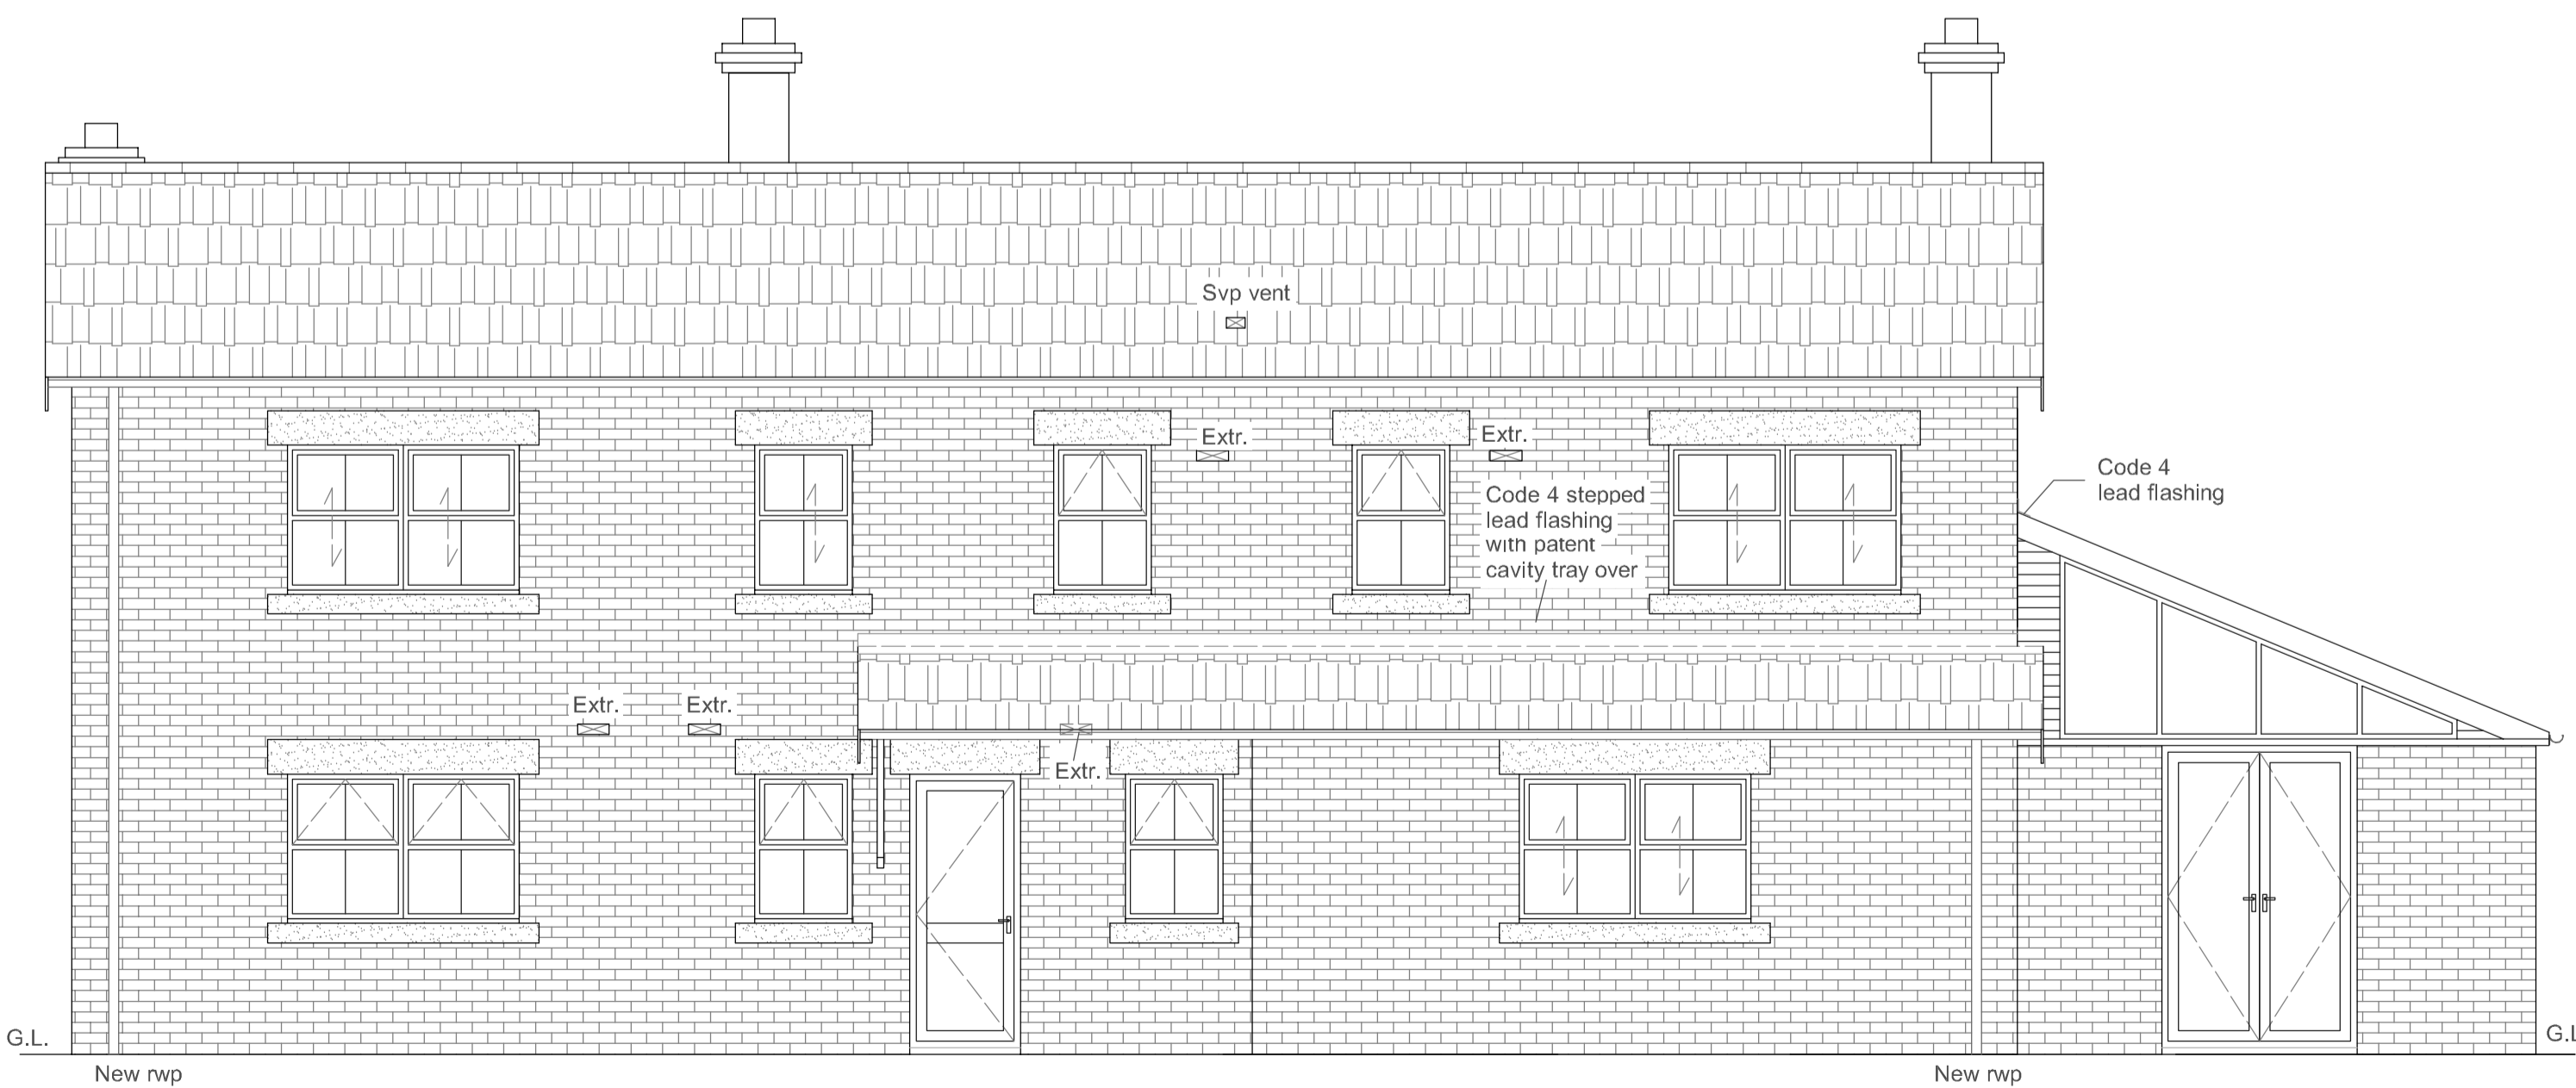 Svp vent
Extr.
Extr.
Code 4
lead flashing
Code 4 stepped
lead flashing
with patent
cavity tray over
Extr.
Extr.
Extr.
G.L.
G.L
New rwp
New rwp